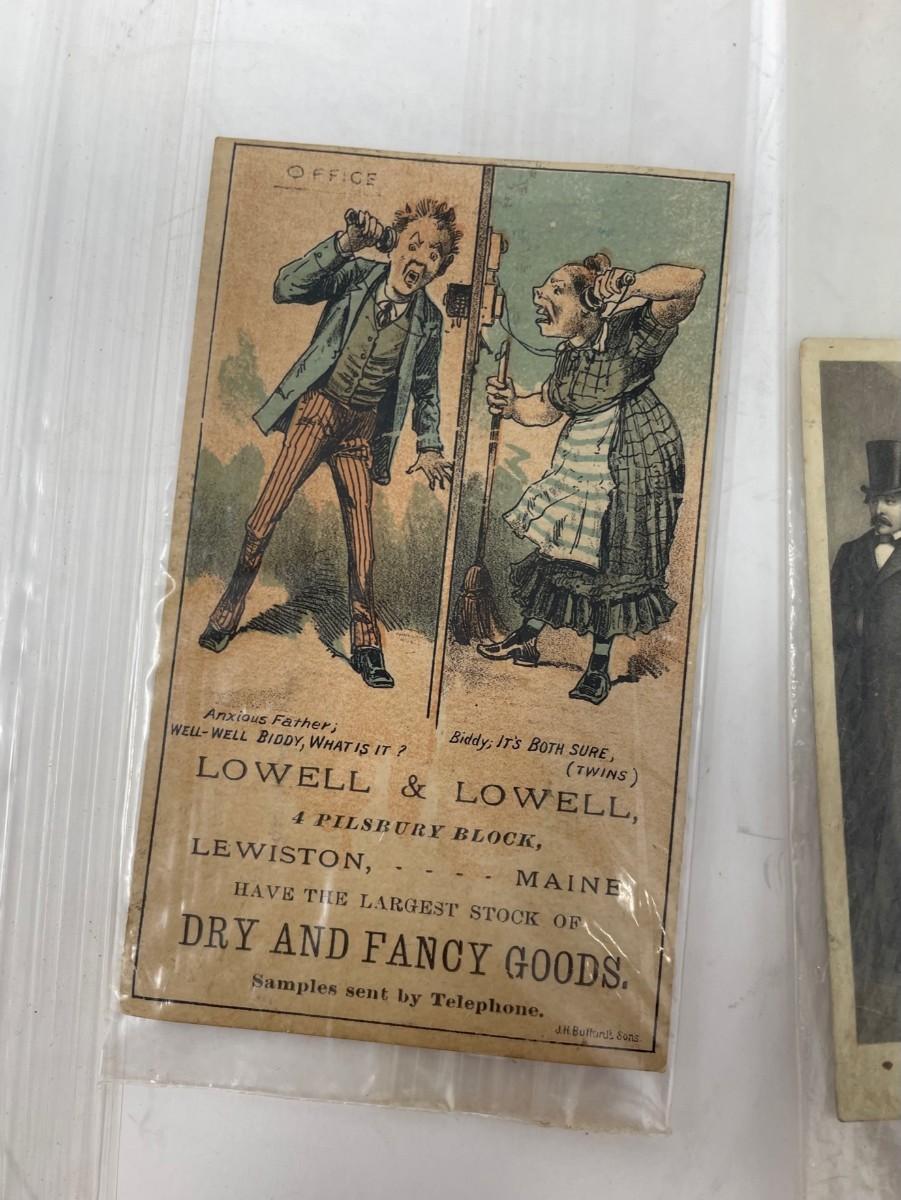 OFFICE
Anxious Father;
WELL-WELL BIDDY, WHAT IS IT ?
Biddy; IT'S BOTH SURE,
(TWINS)
LOWELL & LOWELL,
4 PILSBURY BLOCK,
LEWISTON, - - - - MAINE
HAVE THE LARGEST STOCK OF
DRY AND FANCY GOODS.
Samples sent by Telephone.
J.H. Bufford's Sons.